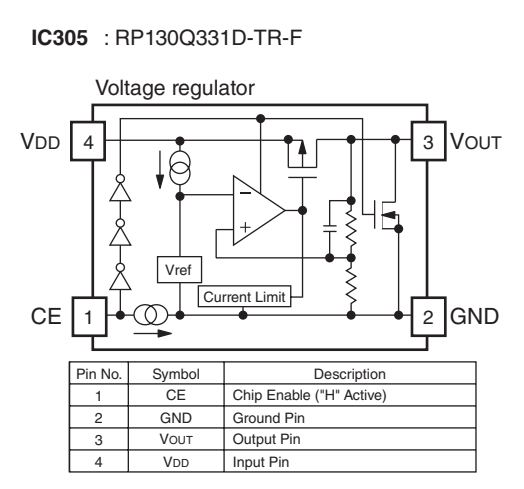 IC305 : RP130Q331D-TR-F
Voltage regulator
VDD 4 3 VOUT
− +
Vref
Current Limit
CE 1 2 GND
Pin No. Symbol Description
1 CE Chip Enable ("H" Active)
2 GND Ground Pin
3 VOUT Output Pin
4 VDD Input Pin